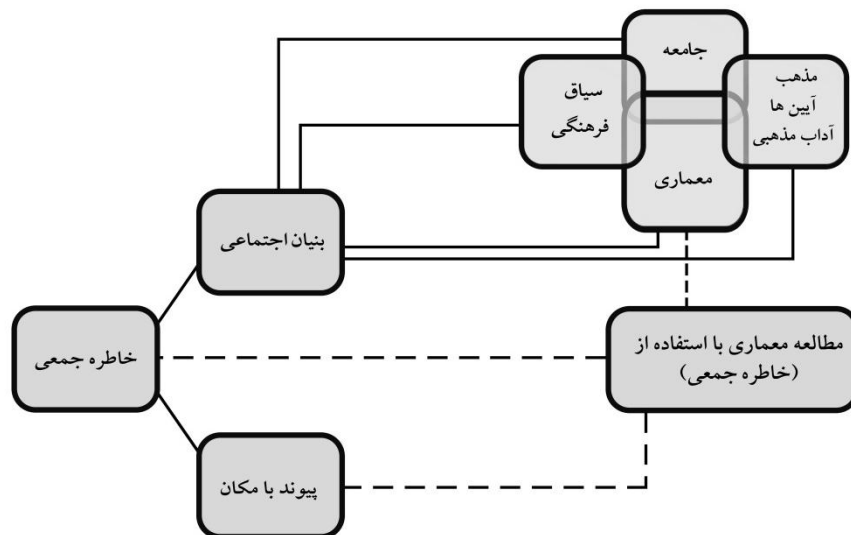 جامعه
مذهب
آیین ها
آداب مذهبی
سیاق
فرهنگی
معماری
بنیان اجتماعی
مطالعه معماری با استفاده از
(خاطره جمعی)
خاطره جمعی
پیوند با مکان